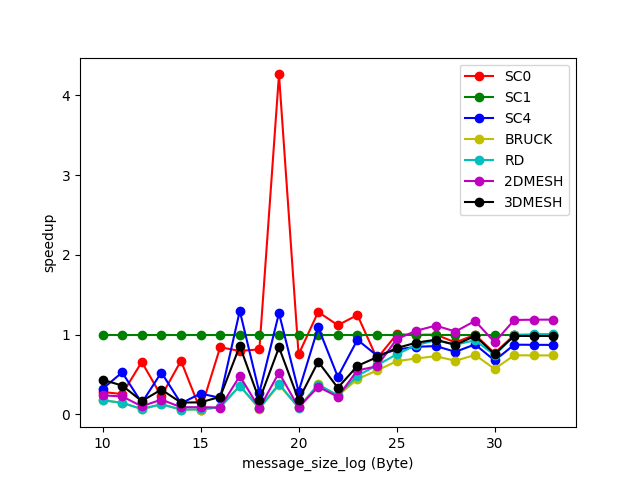 SC0
SC1
SC4
BRUCK
RD
2DMESH
3DMESH
speedup
4
3
2
1
0
10 15 20 25 30
message_size_log (Byte)